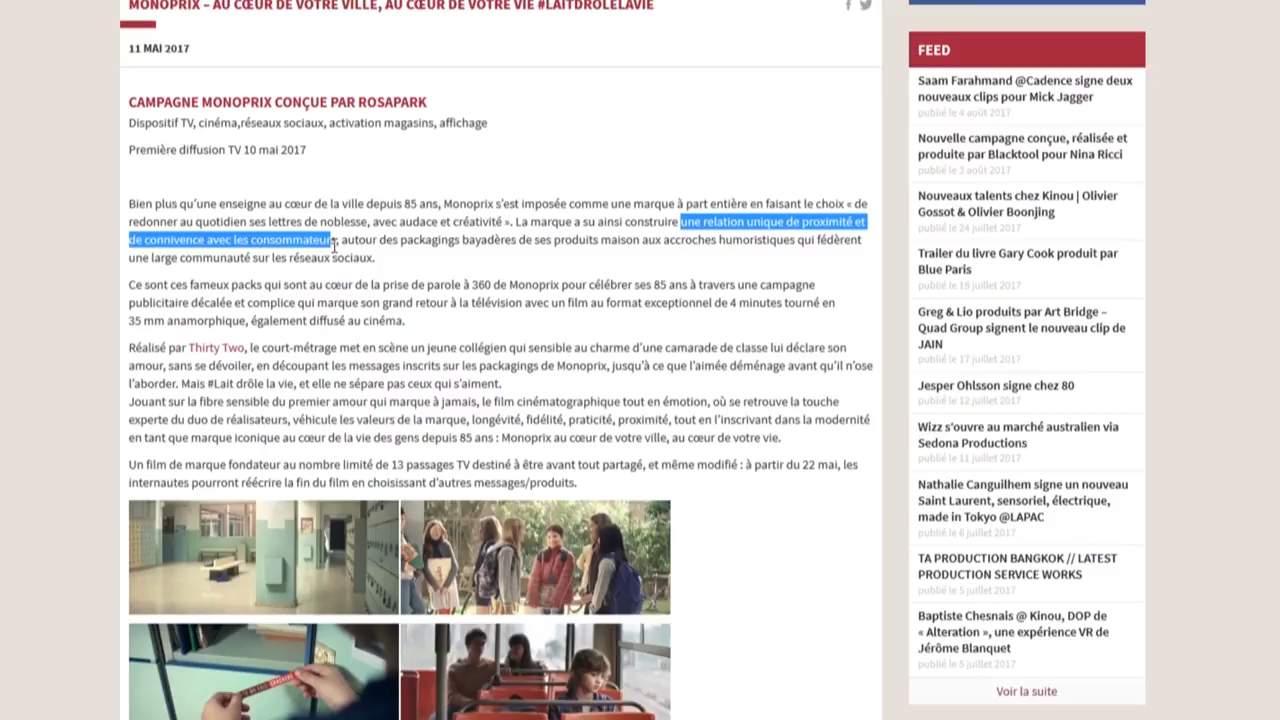 MONOPRIX – AU CŒUR DE VOTRE VILLE, AU CŒUR DE VOTRE VIE #LAITDROLELAVIE
11 MAI 2017
CAMPAGNE MONOPRIX CONÇUE PAR ROSAPARK
Dispositif TV, cinéma,réseaux sociaux, activation magasins, affichage
Première diffusion TV 10 mai 2017
Bien plus qu'une enseigne au cœur de la ville depuis 85 ans, Monoprix s'est imposée comme une marque à part entière en faisant le choix « de
redonner au quotidien ses lettres de noblesse, avec audace et créativité ». La marque a su ainsi construire une relation unique de proximité et
de connivence avec les consommateurs, autour des packagings bayadères de ses produits maison aux accroches humoristiques qui fédèrent
une large communauté sur les réseaux sociaux.
Ce sont ces fameux packs qui sont au cœur de la prise de parole à 360 de Monoprix pour célébrer ses 85 ans à travers une campagne
publicitaire décalée et complice qui marque son grand retour à la télévision avec un film au format exceptionnel de 4 minutes tourné en
35 mm anamorphique, également diffusé au cinéma.
Réalisé par Thirty Two, le court-métrage met en scène un jeune collégien qui sensible au charme d'une camarade de classe lui déclare son
amour, sans se dévoiler, en découpant les messages inscrits sur les packagings de Monoprix, jusqu'à ce que l'aimée déménage avant qu'il n'ose
l'aborder. Mais #Lait drôle la vie, et elle ne sépare pas ceux qui s'aiment.
Jouant sur la fibre sensible du premier amour qui marque à jamais, le film cinématographique tout en émotion, où se retrouve la touche
experte du duo de réalisateurs, véhicule les valeurs de la marque, longévité, fidélité, praticité, proximité, tout en l'inscrivant dans la modernité
en tant que marque iconique au cœur de la vie des gens depuis 85 ans : Monoprix au cœur de votre ville, au cœur de votre vie.
Un film de marque fondateur au nombre limité de 13 passages TV destiné à être avant tout partagé, et même modifié : à partir du 22 mai, les
internautes pourront réécrire la fin du film en choisissant d'autres messages/produits.
FEED
Saam Farahmand @Cadence signe deux
nouveaux clips pour Mick Jagger
publié le 4 août 2017
Nouvelle campagne conçue, réalisée et
produite par Blacktool pour Nina Ricci
publié le 3 août 2017
Nouveaux talents chez Kinou | Olivier
Gossot & Olivier Boonjing
publié le 24 juillet 2017
Trailer du livre Gary Cook produit par
Blue Paris
publié le 18 juillet 2017
Greg & Lio produits par Art Bridge –
Quad Group signent le nouveau clip de
JAIN
publié le 17 juillet 2017
Jesper Ohlsson signe chez 80
publié le 12 juillet 2017
Wizz s'ouvre au marché australien via
Sedona Productions
publié le 11 juillet 2017
Nathalie Canguilhem signe un nouveau
Saint Laurent, sensoriel, électrique,
made in Tokyo @LAPAC
publié le 6 juillet 2017
TA PRODUCTION BANGKOK // LATEST
PRODUCTION SERVICE WORKS
publié le 5 juillet 2017
Baptiste Chesnais @ Kinou, DOP de
« Alteration », une expérience VR de
Jérôme Blanquet
publié le 5 juillet 2017
Voir la suite